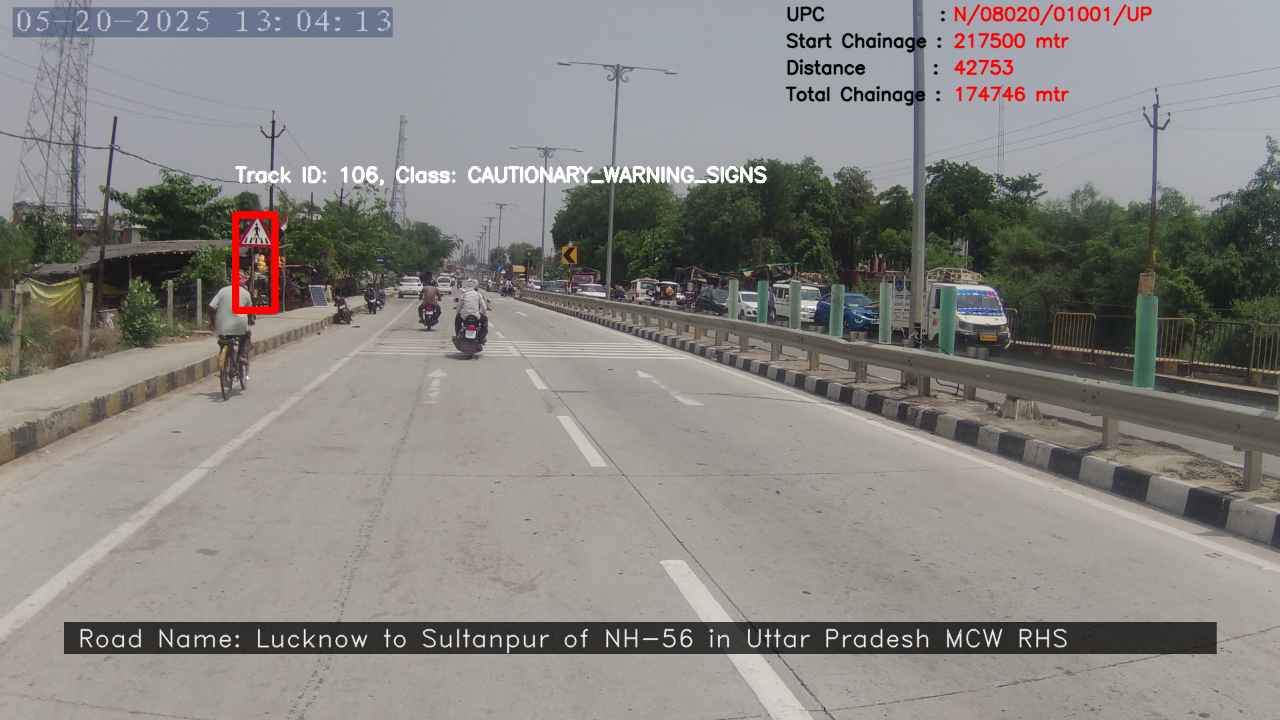 05-20-2025 13:04:13
UPC : N/08020/01001/UP
Start Chainage : 217500 mtr
Distance : 42753
Total Chainage : 174746 mtr
Track ID: 106, Class: CAUTIONARY_WARNING_SIGNS
Road Name: Lucknow to Sultanpur of NH-56 in Uttar Pradesh MCW RHS